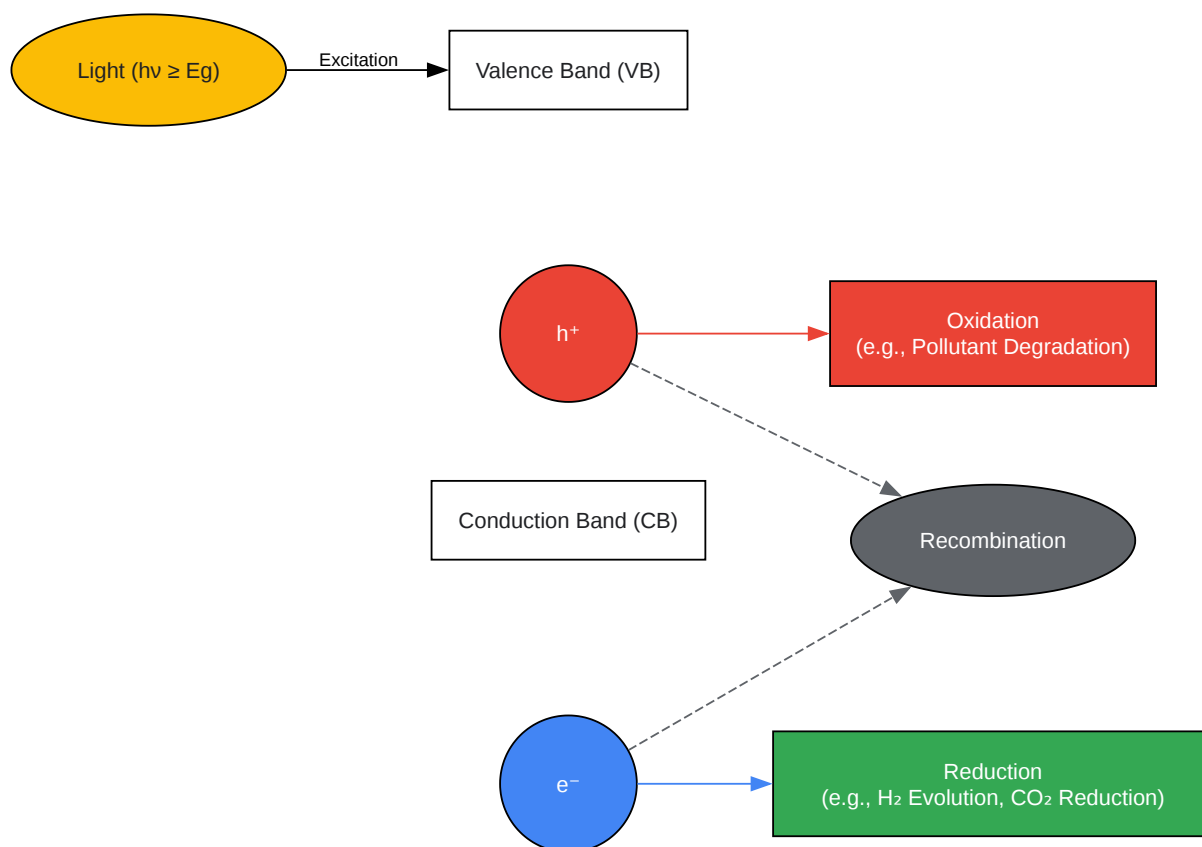 Light (hν ≥ Eg)
Excitation
Valence Band (VB)
h⁺
Oxidation
(e.g., Pollutant Degradation)
Conduction Band (CB)
Recombination
e⁻
Reduction
(e.g., H₂ Evolution, CO₂ Reduction)